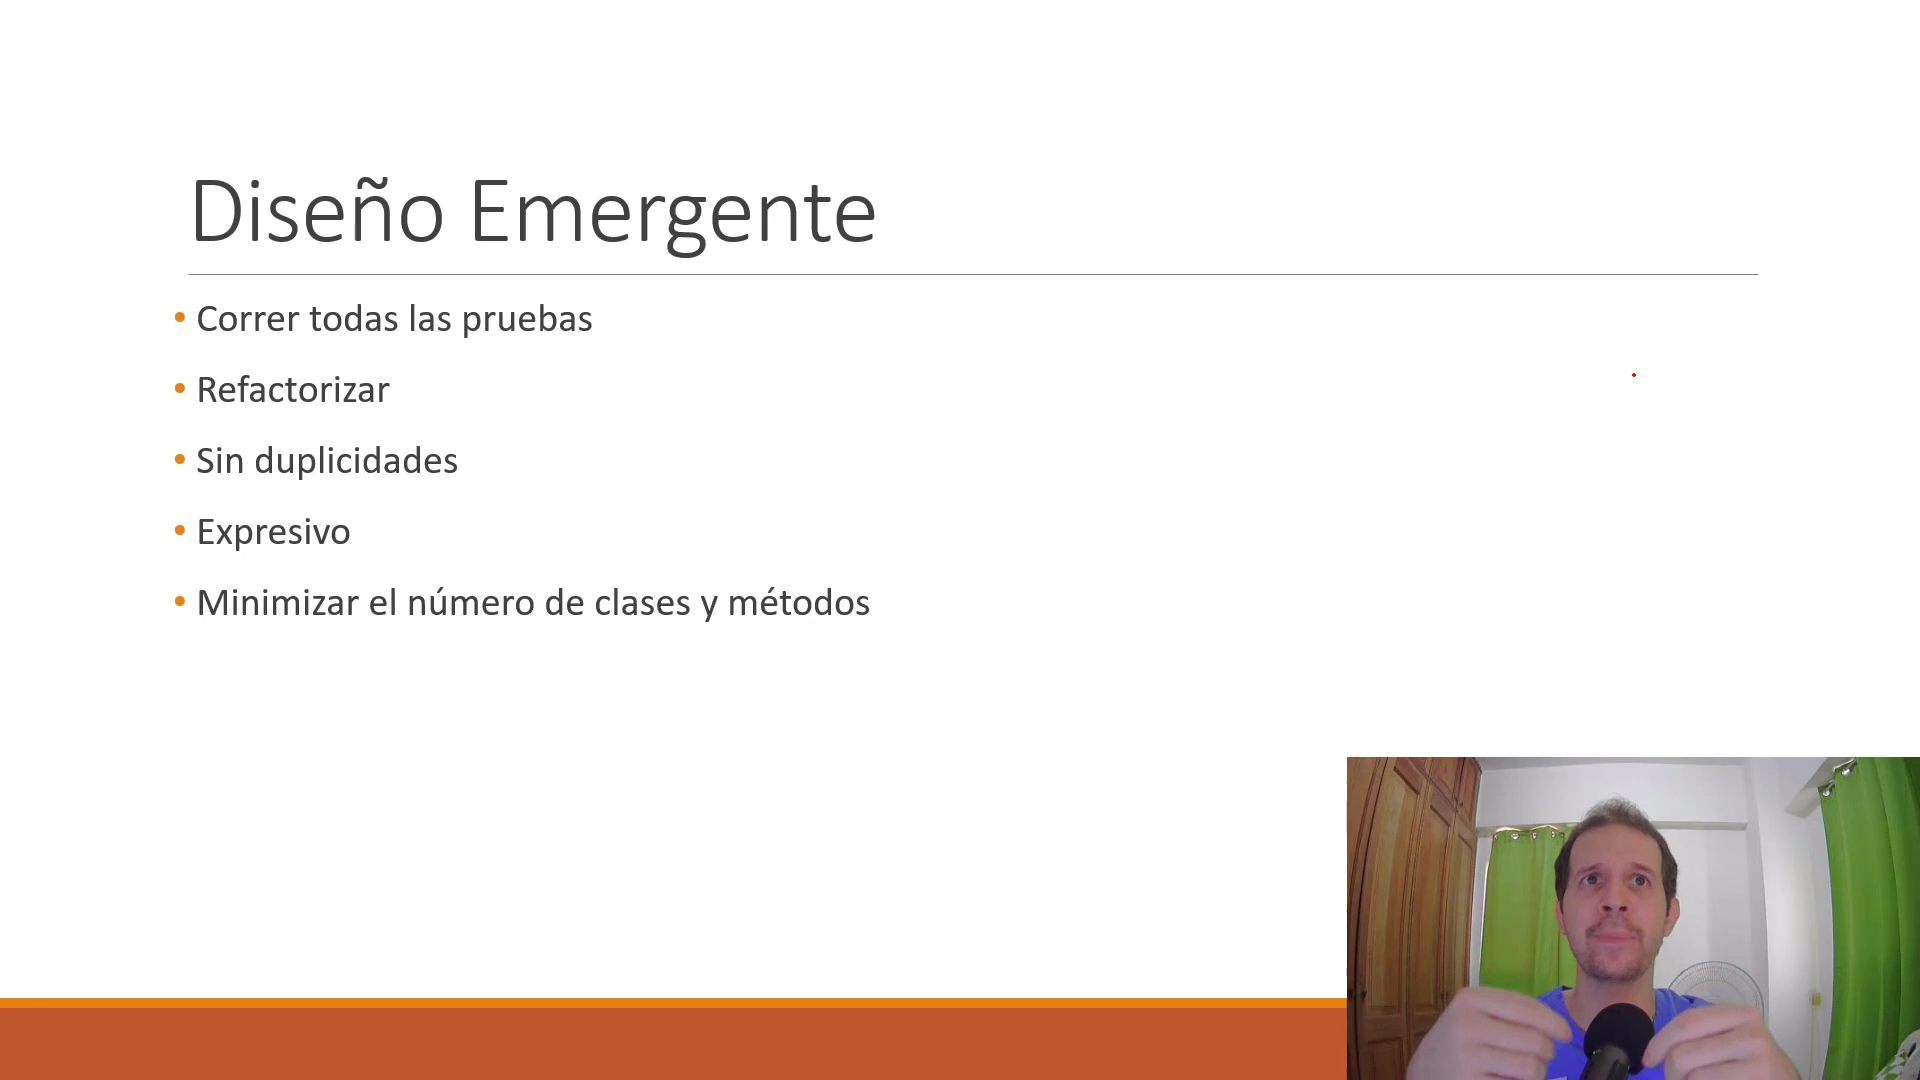 Diseño Emergente
• Correr todas las pruebas
• Refactorizar
• Sin duplicidades
• Expresivo
• Minimizar el número de clases y métodos